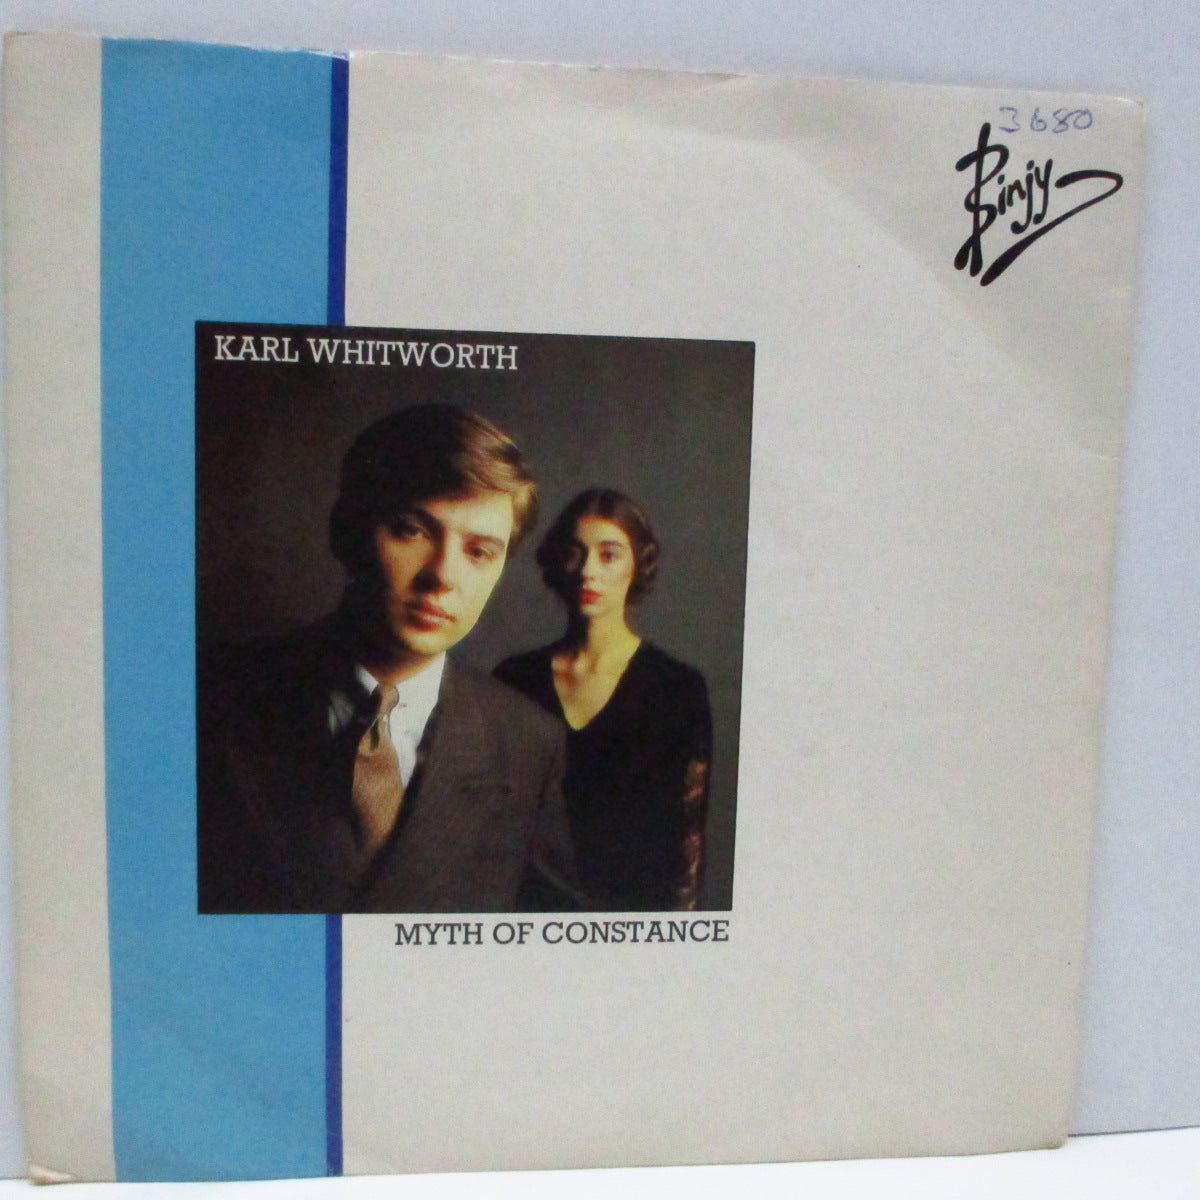 3680
Binjy
KARL WHITWORTH
MYTH OF CONSTANCE